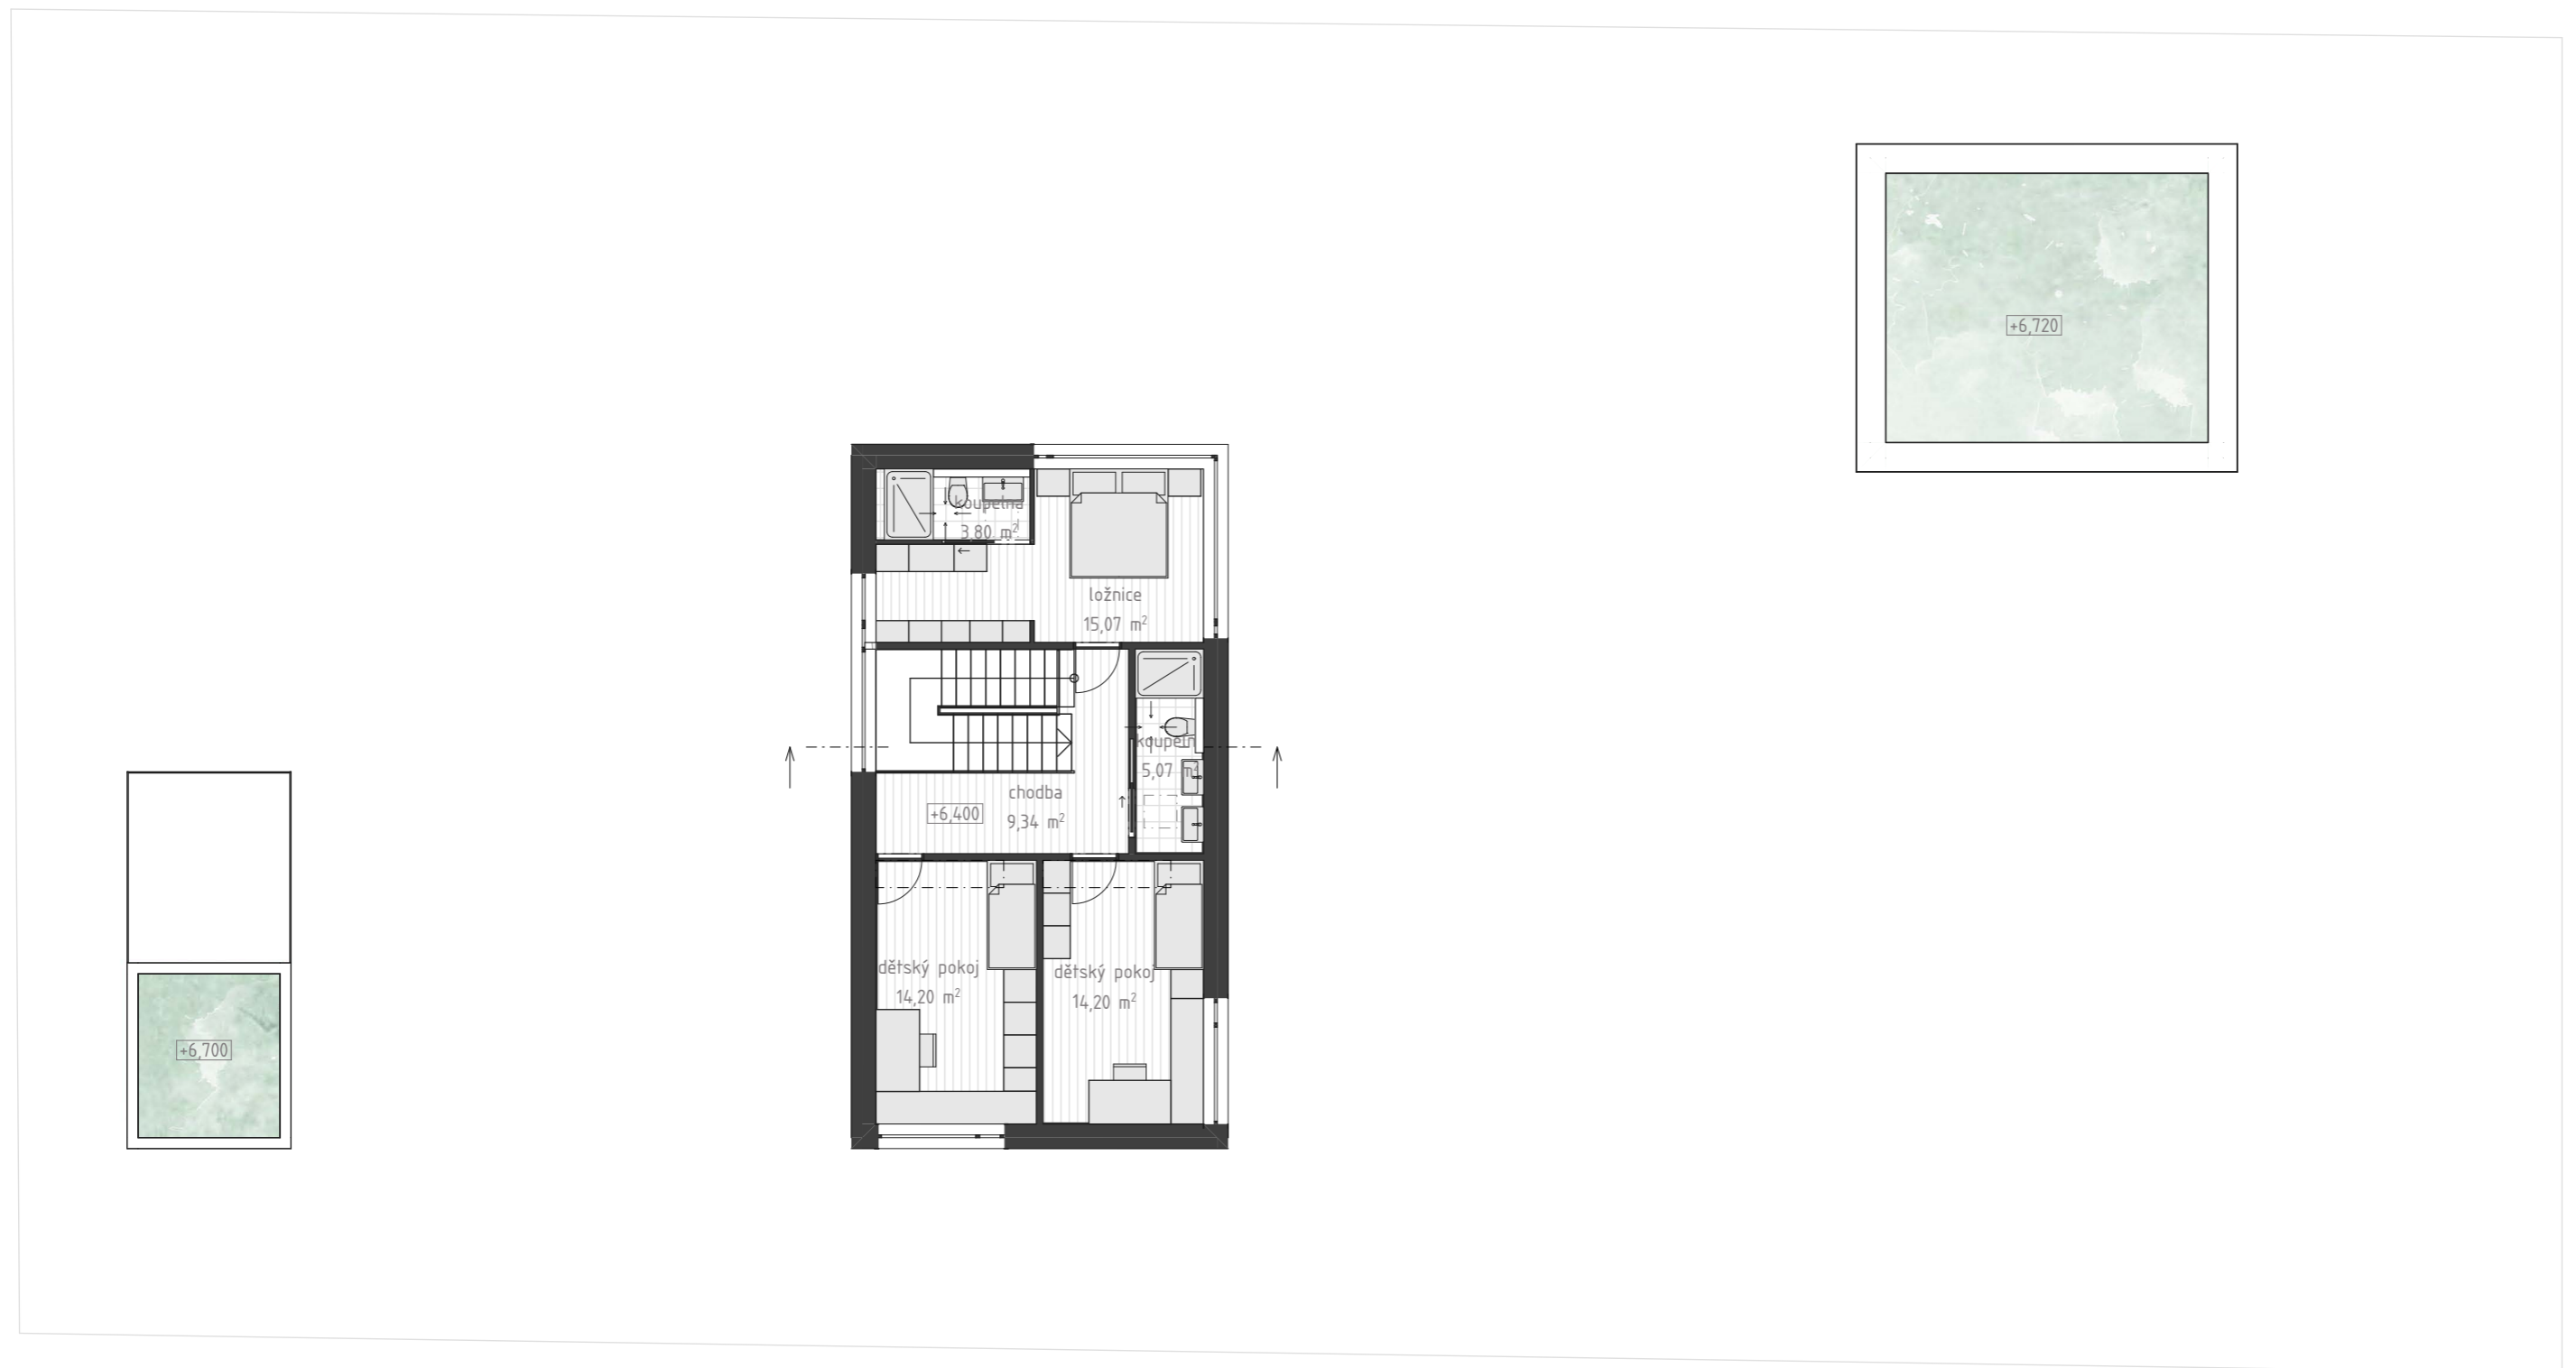 +6,720
koupelna
3,80 m²
ložnice
15,07 m²
koupeln
5,07 m²
chodba
+6,400
9,34 m²
dětský pokoj
14,20 m²
dětský pokoj
14,20 m²
+6,700